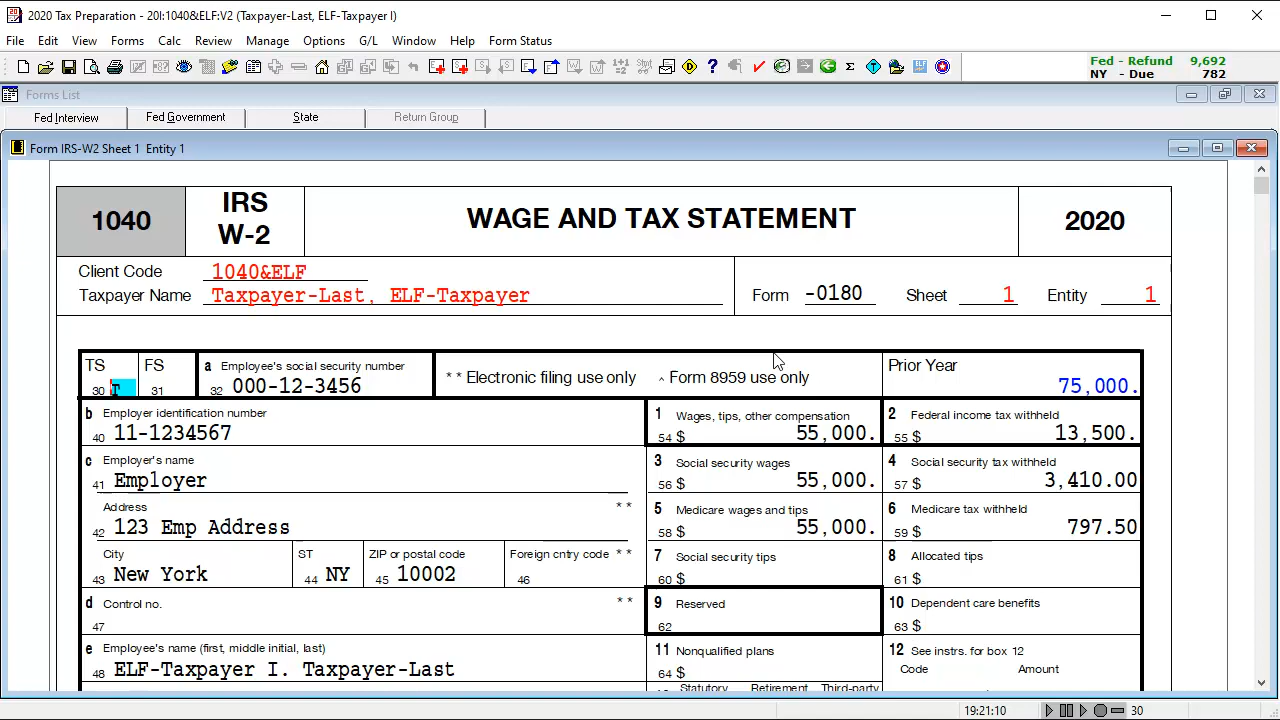 2020 Tax Preparation - 20I:1040&ELF:V2 (Taxpayer-Last, ELF-Taxpayer I)
File Edit View Forms Calc Review Manage Options G/L Window Help Form Status
Fed - Refund 9,692
NY - Due 782
Forms List
Fed Interview Fed Government State Return Group
Form IRS-W2 Sheet 1 Entity 1
1040 IRS W-2 WAGE AND TAX STATEMENT 2020
Client Code 1040&ELF
Taxpayer Name Taxpayer-Last, ELF-Taxpayer Form -0180 Sheet 1 Entity 1
TS FS a Employee's social security number ** Electronic filing use only ^ Form 8959 use only Prior Year
30 T 31 32 000-12-3456 75,000.
b Employer identification number 1 Wages, tips, other compensation 2 Federal income tax withheld
40 11-1234567 54 $ 55,000. 55 $ 13,500.
c Employer's name 3 Social security wages 4 Social security tax withheld
41 Employer 56 $ 55,000. 57 $ 3,410.00
Address ** 5 Medicare wages and tips 6 Medicare tax withheld
42 123 Emp Address 58 $ 55,000. 59 $ 797.50
City ST ZIP or postal code Foreign cntry code ** 7 Social security tips 8 Allocated tips
43 New York 44 NY 45 10002 46 60 $ 61 $
d Control no. ** 9 Reserved 10 Dependent care benefits
47 62 63 $
e Employee's name (first, middle initial, last) 11 Nonqualified plans 12 See instrs. for box 12
48 ELF-Taxpayer I. Taxpayer-Last 64 $ Code Amount
Statutory Retirement Third-party
19:21:10 30